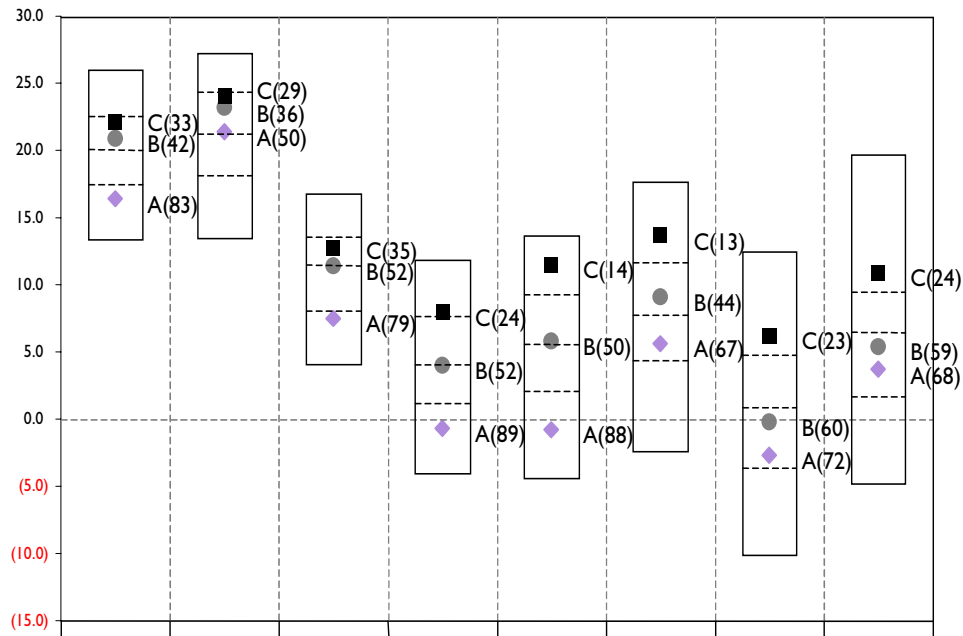 30.0
25.0
20.0
15.0
10.0
5.0
0.0
(5.0)
(10.0)
(15.0)
C(33)
B(42)
A(83)
C(29)
B(36)
A(50)
C(35)
B(52)
A(79)
C(24)
B(52)
A(89)
C(14)
B(50)
A(88)
C(13)
B(44)
A(67)
C(23)
B(60)
A(72)
C(24)
B(59)
A(68)